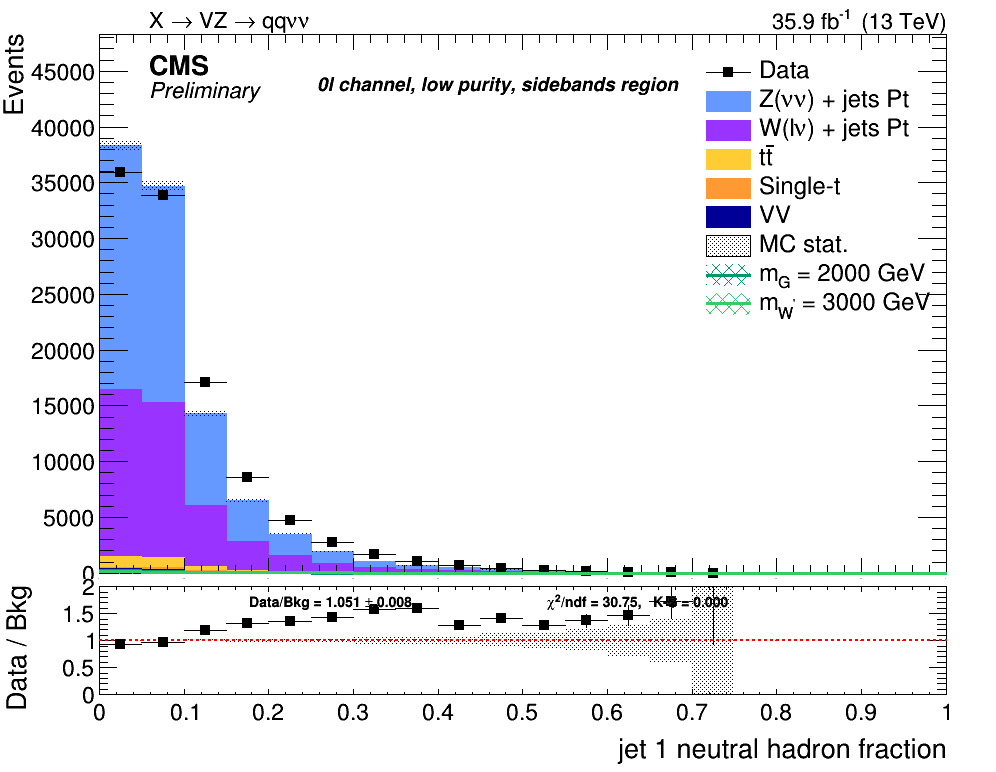 X → VZ → qqνν
35.9 fb⁻¹ (13 TeV)
Events
45000
40000
35000
30000
25000
20000
15000
10000
5000
0
CMS
Preliminary
0l channel, low purity, sidebands region
Data
Z(νν) + jets Pt
W(lν) + jets Pt
tt̄
Single-t
VV
MC stat.
m_G = 2000 GeV
m_W' = 3000 GeV
Data / Bkg
2
1.5
1
0.5
0
Data/Bkg = 1.051 ± 0.008
χ²/ndf = 30.75, K-S = 0.000
0 0.1 0.2 0.3 0.4 0.5 0.6 0.7 0.8 0.9 1
jet 1 neutral hadron fraction